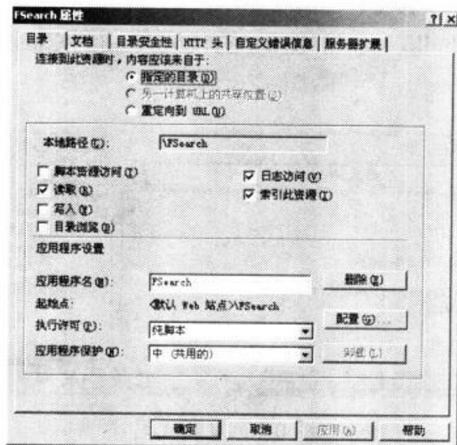 FSearch 属性
目录 文档 目录安全性 HTTP 头 自定义错误信息 服务器扩展
连接到此资源时，内容应该来自于:
指定的目录(D)
另一计算机上的共享位置(S)
重定向到 URL(U)
本地路径(C): \FSearch
脚本资源访问(T) 日志访问(V)
读取(R) 索引此资源(I)
写入(W)
目录浏览(B)
应用程序设置
应用程序名(M): FSearch 删除(E)
起始点: <默认 Web 站点>\FSearch
执行许可(P): 纯脚本 配置(G)...
应用程序保护(N): 中 (共用的) 卸载(L)
确定 取消 应用(A) 帮助